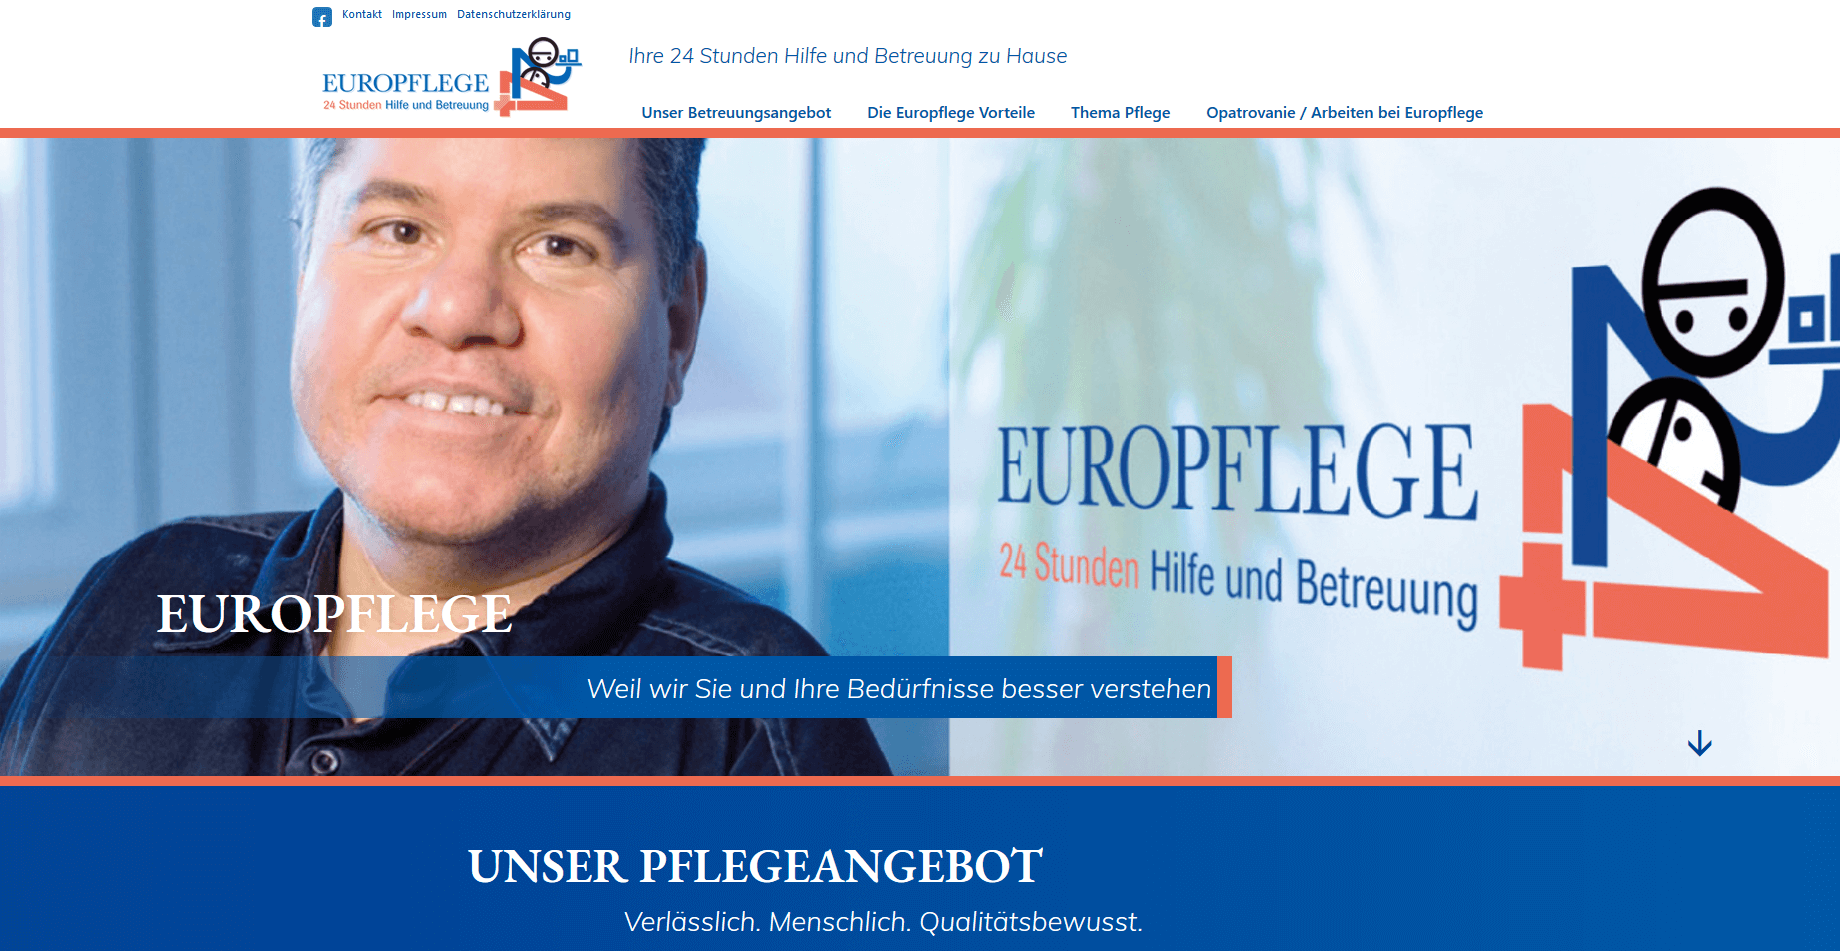 Kontakt Impressum Datenschutzerklärung
Ihre 24 Stunden Hilfe und Betreuung zu Hause
EUROPFLEGE
24 Stunden Hilfe und Betreuung
Unser Betreuungsangebot Die Europflege Vorteile Thema Pflege Opatrovanie / Arbeiten bei Europflege
EUROPFLEGE
24 Stunden Hilfe und Betreuung
EUROPFLEGE
Weil wir Sie und Ihre Bedürfnisse besser verstehen
UNSER PFLEGEANGEBOT
Verlässlich. Menschlich. Qualitätsbewusst.